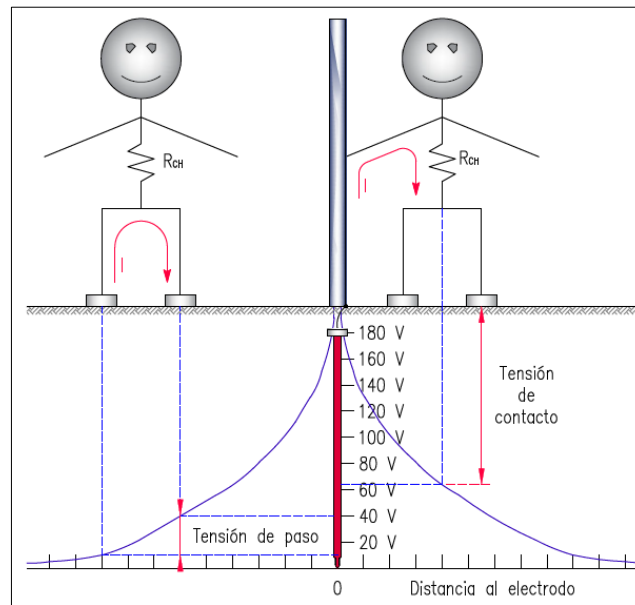 RCH
RCH
I
I
180 V
160 V
140 V
120 V
100 V
80 V
60 V
40 V
20 V
Tensión
de
contacto
Tensión de paso
0
Distancia al electrodo